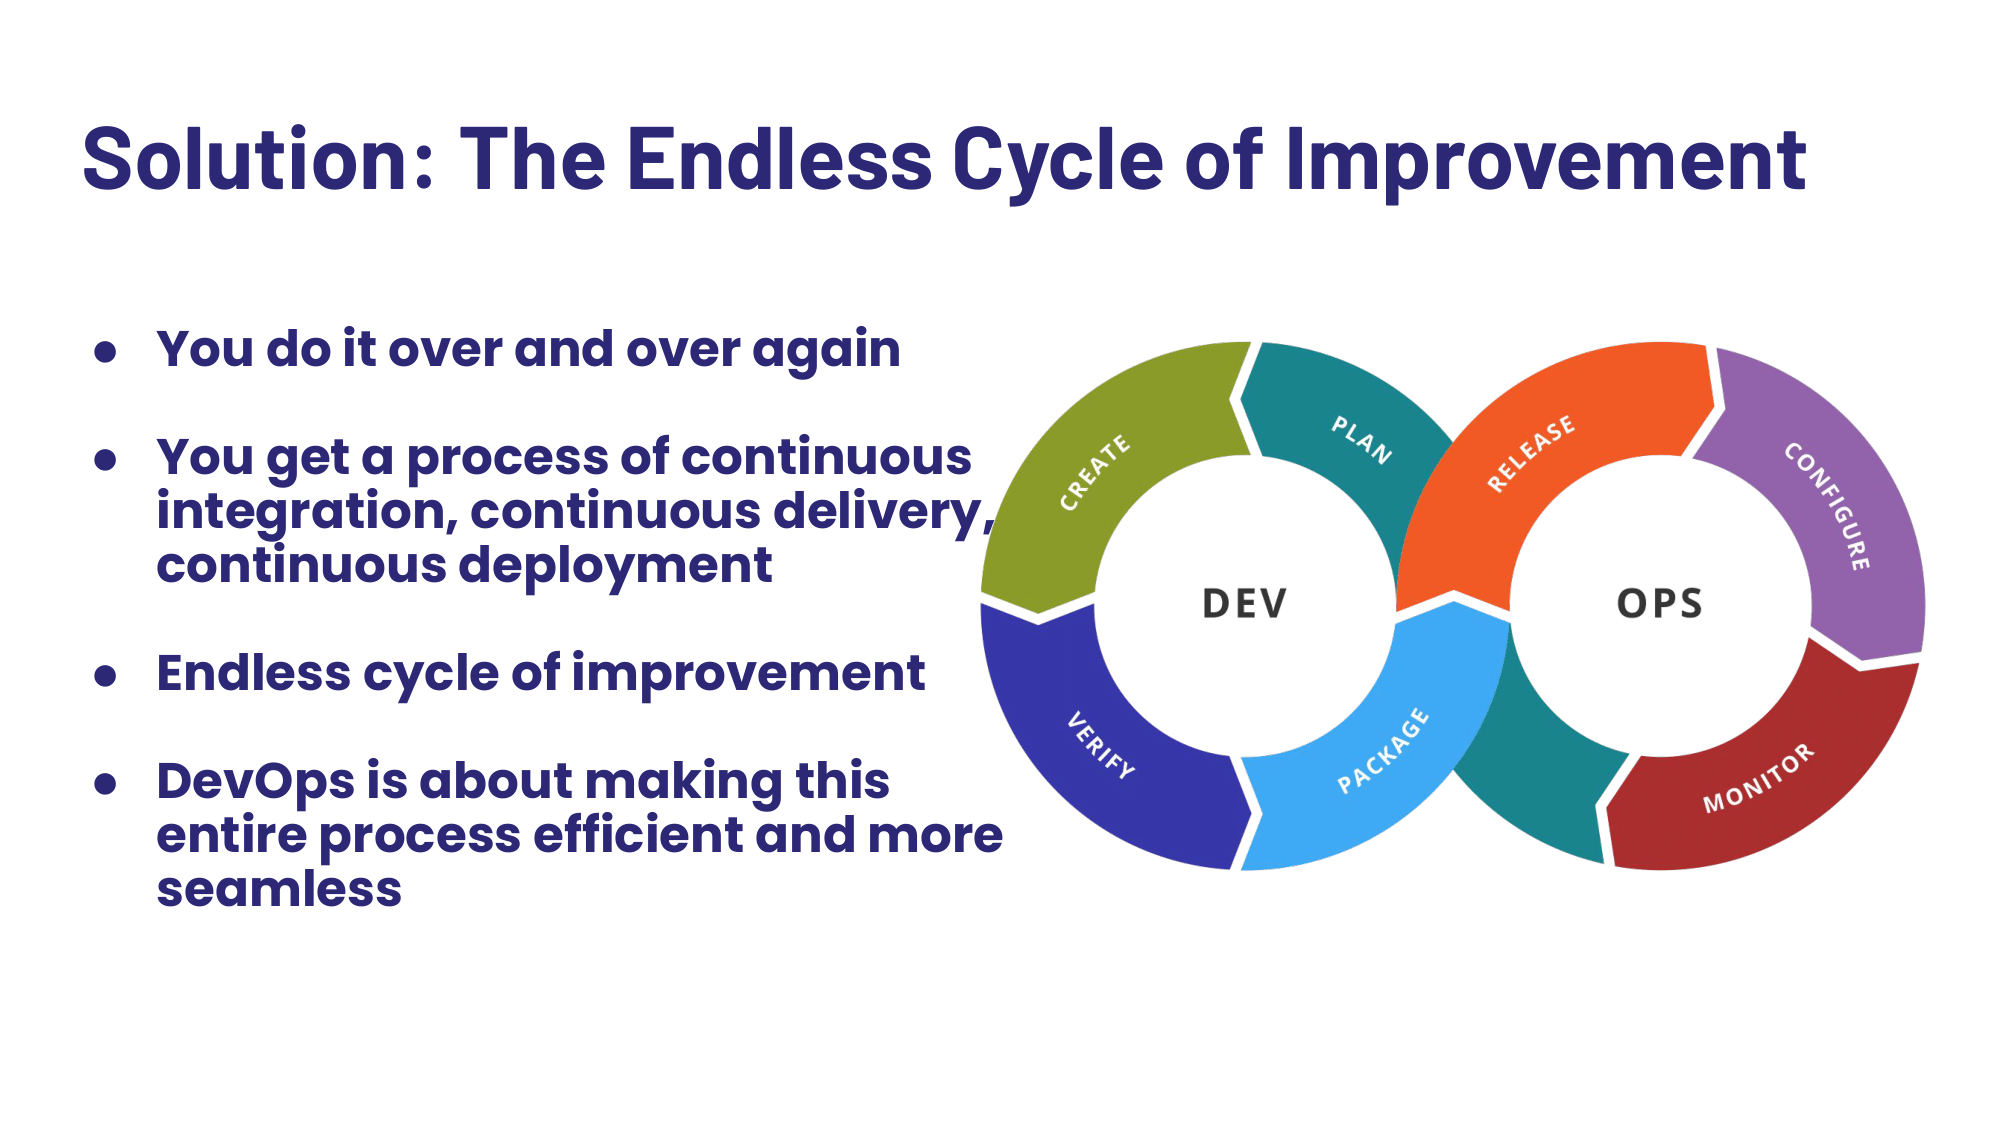 Solution: The Endless Cycle of Improvement
● You do it over and over again
● You get a process of continuous
integration, continuous delivery,
continuous deployment
● Endless cycle of improvement
● DevOps is about making this
entire process efficient and more
seamless
CREATE
PLAN
RELEASE
CONFIGURE
DEV
OPS
VERIFY
PACKAGE
MONITOR